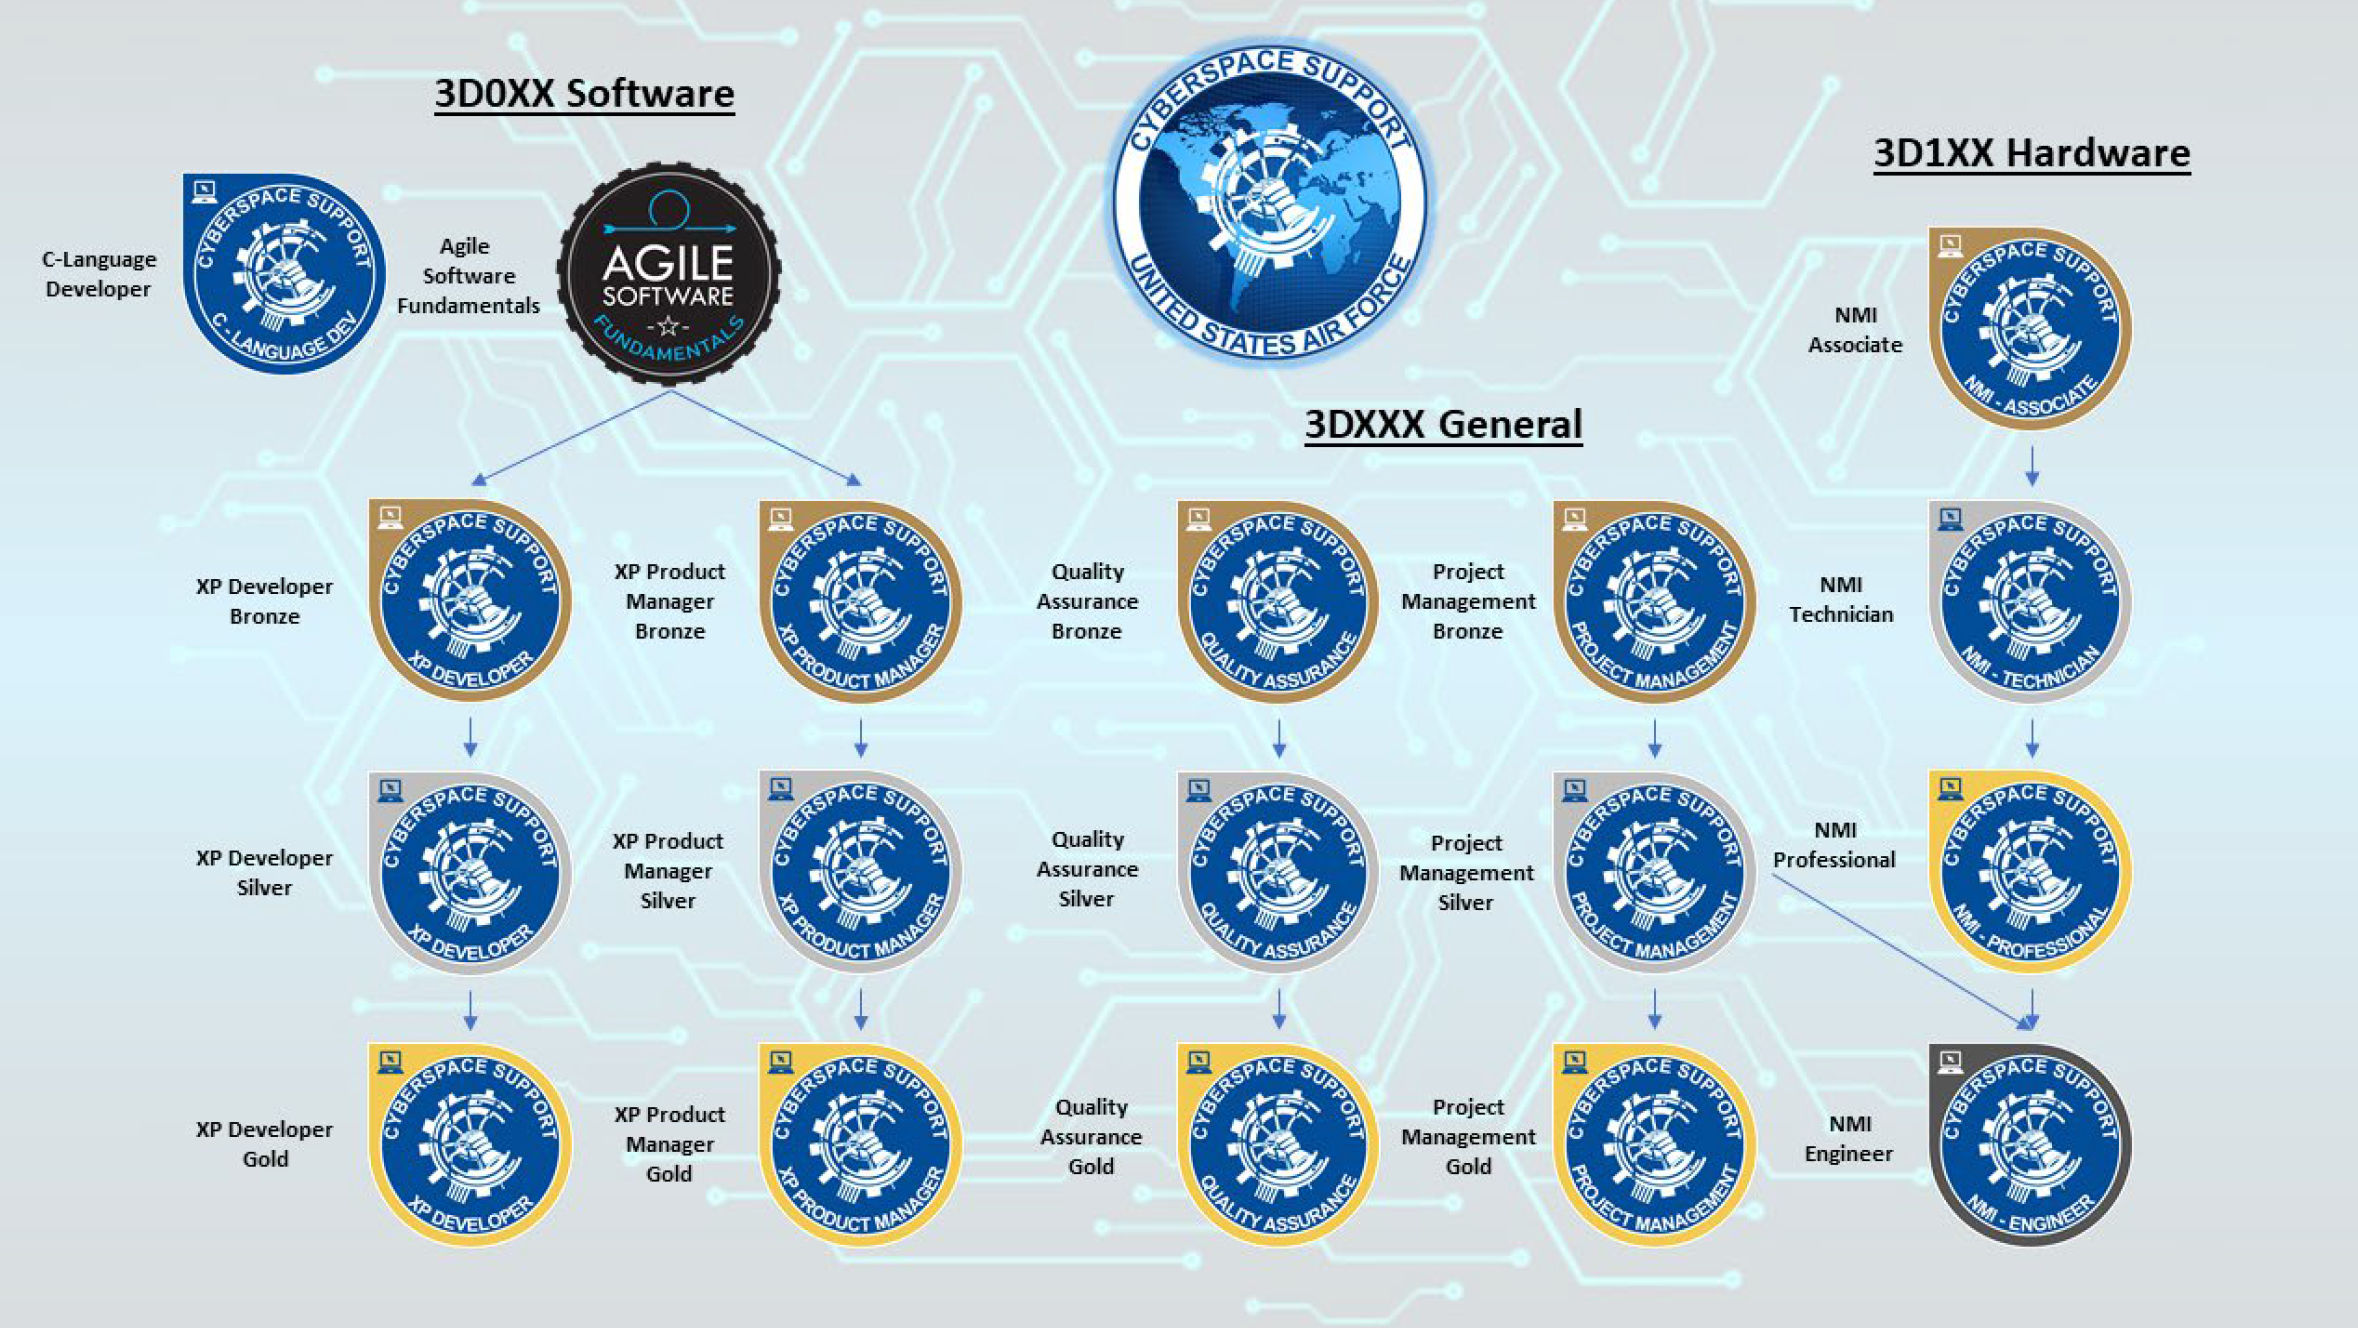 3D0XX Software
C-Language
Developer
CYBERSPACE SUPPORT
C - LANGUAGE DEV
Agile
Software
Fundamentals
AGILE
SOFTWARE
FUNDAMENTALS
CYBERSPACE SUPPORT
UNITED STATES AIR FORCE
3D1XX Hardware
NMI
Associate
CYBERSPACE SUPPORT
NMI - ASSOCIATE
3DXXX General
XP Developer
Bronze
CYBERSPACE SUPPORT
XP DEVELOPER
XP Product
Manager
Bronze
CYBERSPACE SUPPORT
XP PRODUCT MANAGER
Quality
Assurance
Bronze
CYBERSPACE SUPPORT
QUALITY ASSURANCE
Project
Management
Bronze
CYBERSPACE SUPPORT
PROJECT MANAGEMENT
NMI
Technician
CYBERSPACE SUPPORT
NMI - TECHNICIAN
XP Developer
Silver
CYBERSPACE SUPPORT
XP DEVELOPER
XP Product
Manager
Silver
CYBERSPACE SUPPORT
XP PRODUCT MANAGER
Quality
Assurance
Silver
CYBERSPACE SUPPORT
QUALITY ASSURANCE
Project
Management
Silver
CYBERSPACE SUPPORT
PROJECT MANAGEMENT
NMI
Professional
CYBERSPACE SUPPORT
NMI - PROFESSIONAL
XP Developer
Gold
CYBERSPACE SUPPORT
XP DEVELOPER
XP Product
Manager
Gold
CYBERSPACE SUPPORT
XP PRODUCT MANAGER
Quality
Assurance
Gold
CYBERSPACE SUPPORT
QUALITY ASSURANCE
Project
Management
Gold
CYBERSPACE SUPPORT
PROJECT MANAGEMENT
NMI
Engineer
CYBERSPACE SUPPORT
NMI - ENGINEER